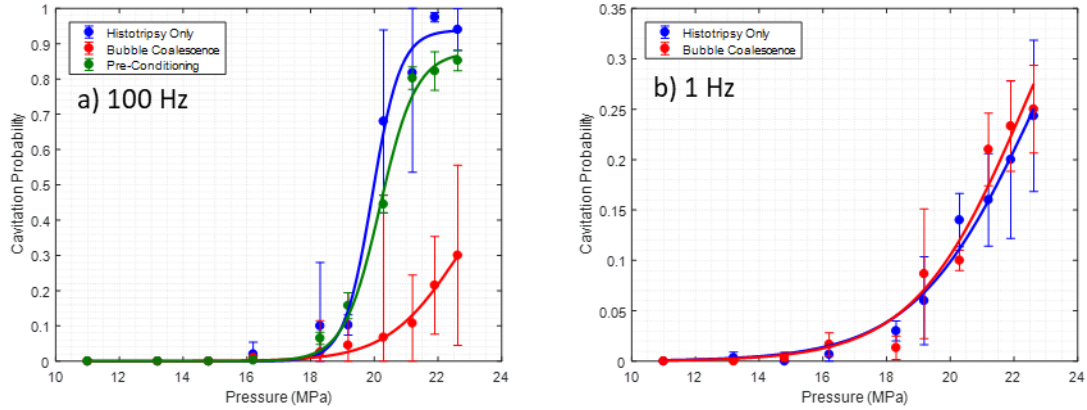 Histotripsy Only
Bubble Coalescence
Pre-Conditioning
a) 100 Hz
Cavitation Probability
1
0.9
0.8
0.7
0.6
0.5
0.4
0.3
0.2
0.1
0
10 12 14 16 18 20 22 24
Pressure (MPa)
Histotripsy Only
Bubble Coalescence
b) 1 Hz
Cavitation Probability
0.35
0.3
0.25
0.2
0.15
0.1
0.05
0
10 12 14 16 18 20 22 24
Pressure (MPa)